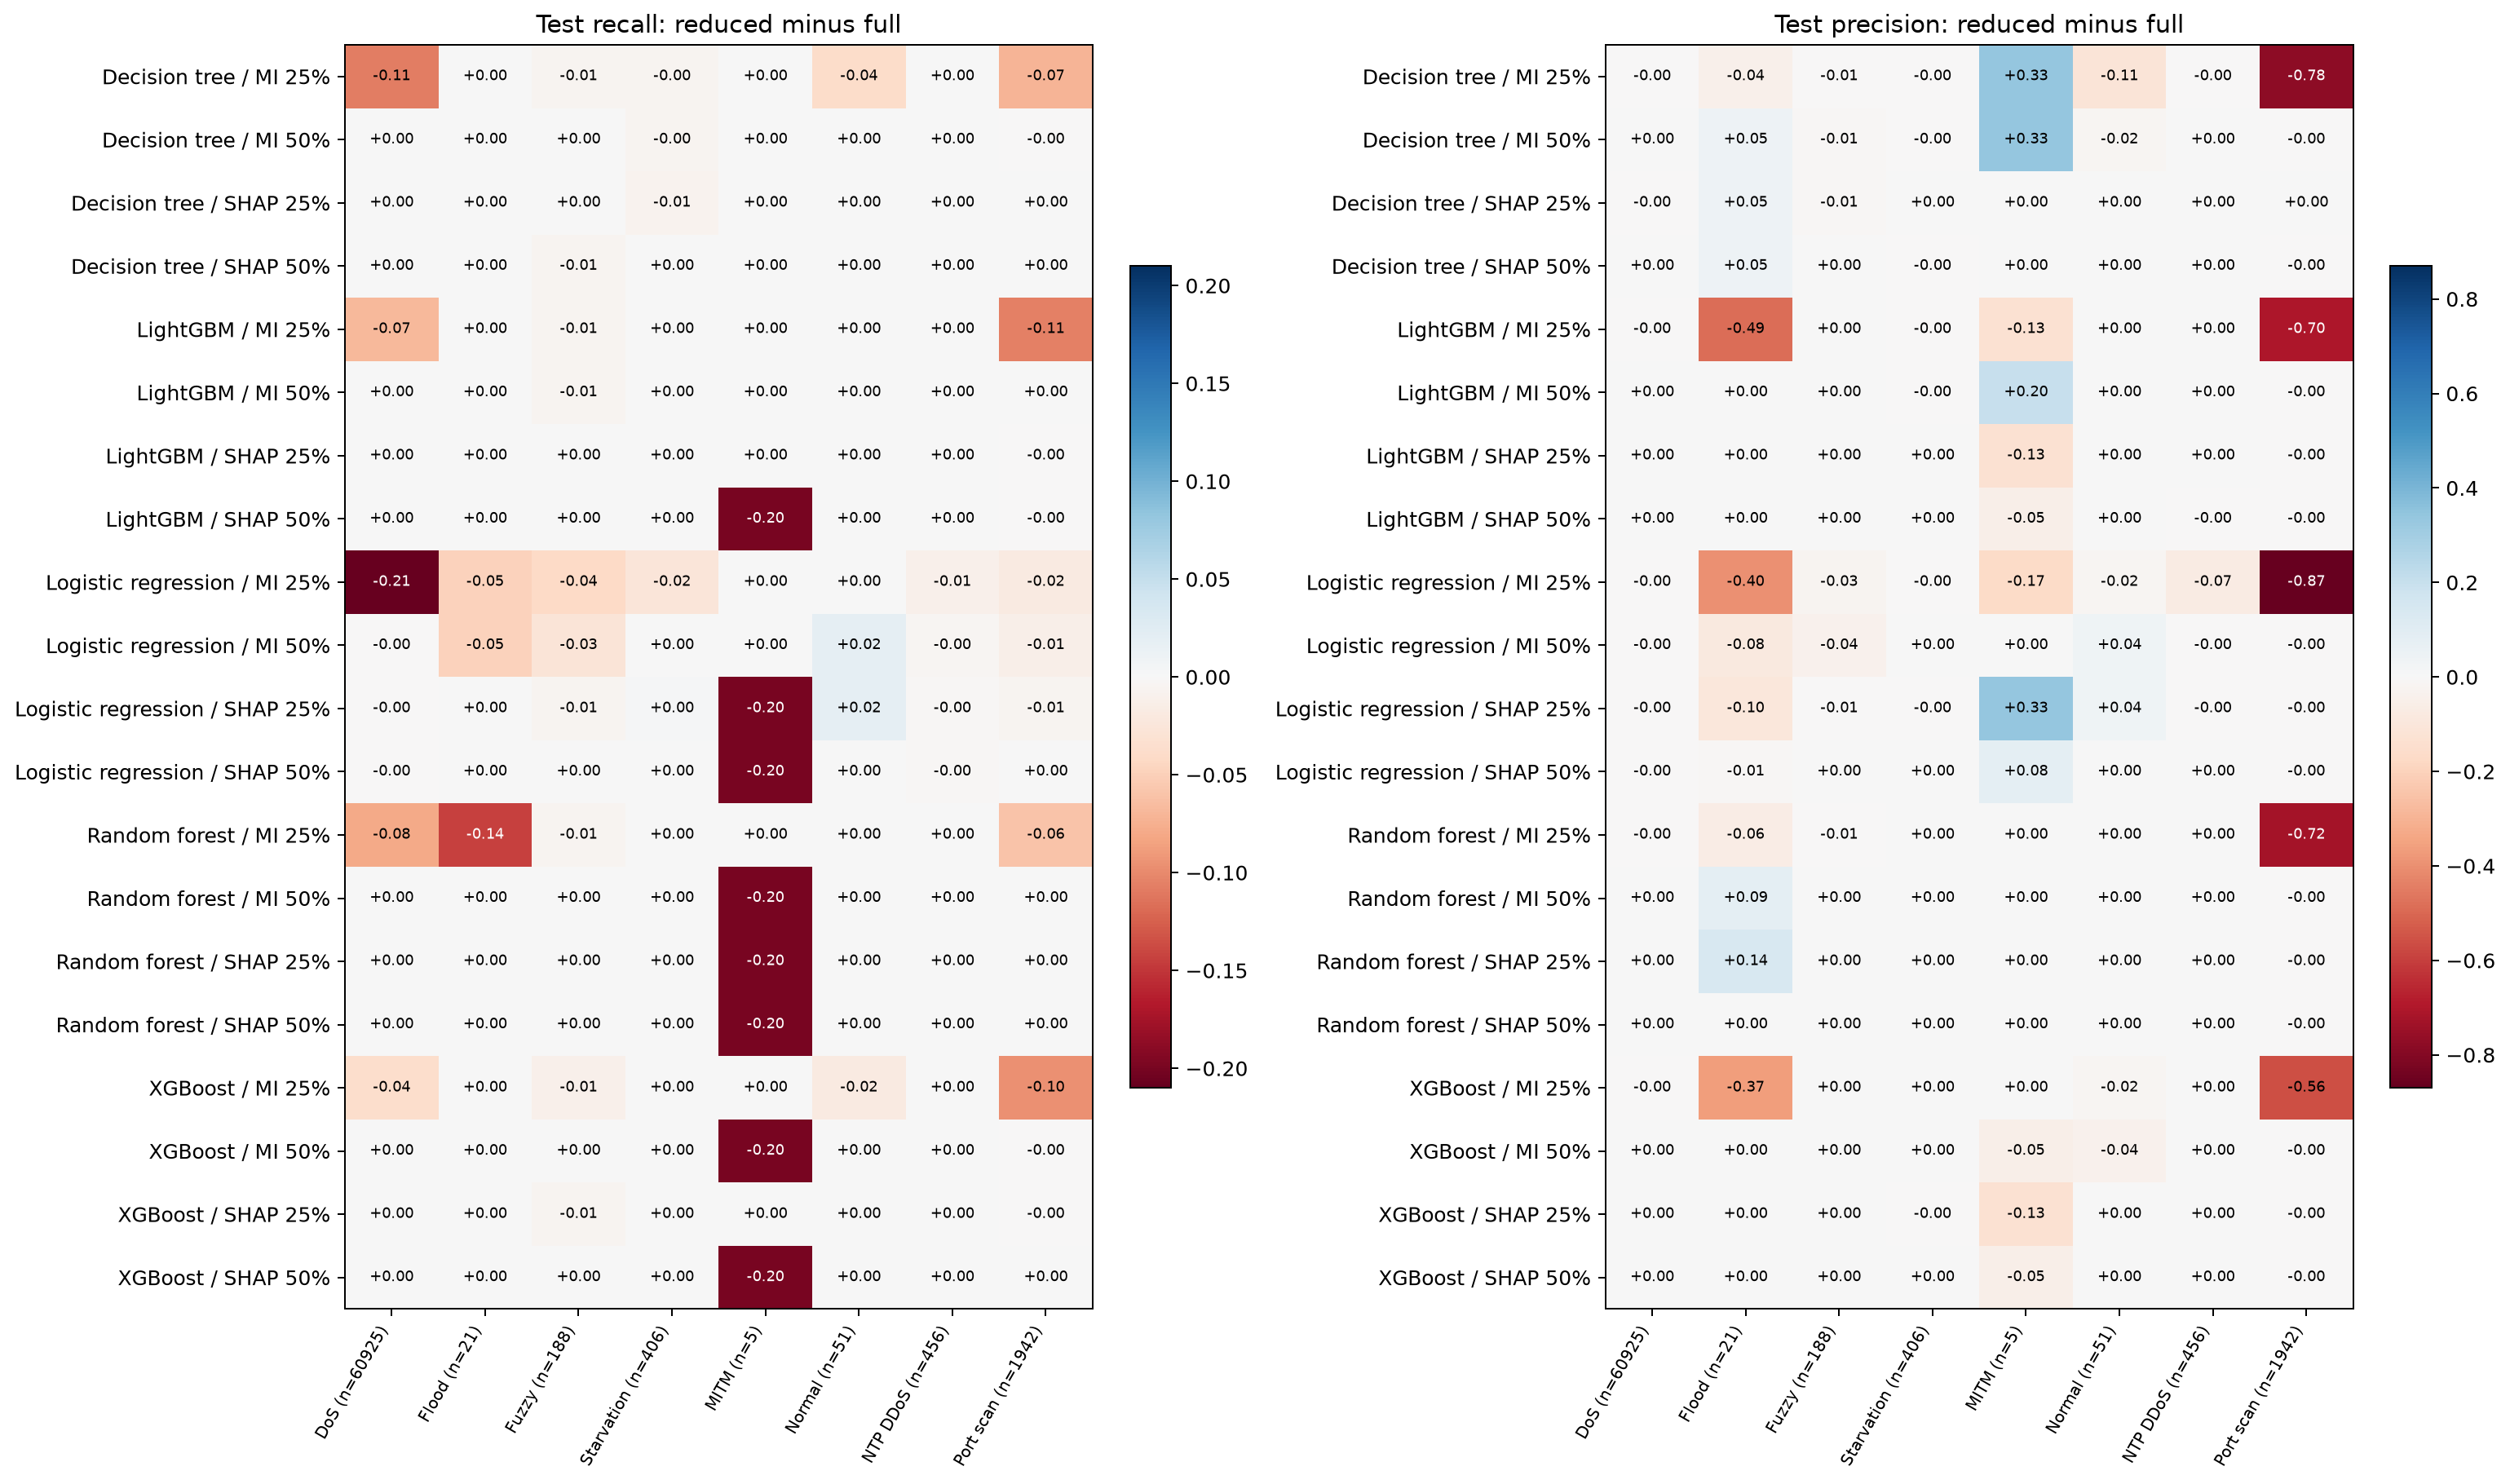 Test recall: reduced minus full
Decision tree / MI 25% -0.11 +0.00 -0.01 -0.00 +0.00 -0.04 +0.00 -0.07
Decision tree / MI 50% +0.00 +0.00 +0.00 -0.00 +0.00 +0.00 +0.00 -0.00
Decision tree / SHAP 25% +0.00 +0.00 +0.00 -0.01 +0.00 +0.00 +0.00 +0.00
Decision tree / SHAP 50% +0.00 +0.00 -0.01 +0.00 +0.00 +0.00 +0.00 +0.00
LightGBM / MI 25% -0.07 +0.00 -0.01 +0.00 +0.00 +0.00 +0.00 -0.11
LightGBM / MI 50% +0.00 +0.00 -0.01 +0.00 +0.00 +0.00 +0.00 +0.00
LightGBM / SHAP 25% +0.00 +0.00 +0.00 +0.00 +0.00 +0.00 +0.00 -0.00
LightGBM / SHAP 50% +0.00 +0.00 +0.00 +0.00 -0.20 +0.00 +0.00 -0.00
Logistic regression / MI 25% -0.21 -0.05 -0.04 -0.02 +0.00 +0.00 -0.01 -0.02
Logistic regression / MI 50% -0.00 -0.05 -0.03 +0.00 +0.00 +0.02 -0.00 -0.01
Logistic regression / SHAP 25% -0.00 +0.00 -0.01 +0.00 -0.20 +0.02 -0.00 -0.01
Logistic regression / SHAP 50% -0.00 +0.00 +0.00 +0.00 -0.20 +0.00 -0.00 +0.00
Random forest / MI 25% -0.08 -0.14 -0.01 +0.00 +0.00 +0.00 +0.00 -0.06
Random forest / MI 50% +0.00 +0.00 +0.00 +0.00 -0.20 +0.00 +0.00 +0.00
Random forest / SHAP 25% +0.00 +0.00 +0.00 +0.00 -0.20 +0.00 +0.00 +0.00
Random forest / SHAP 50% +0.00 +0.00 +0.00 +0.00 -0.20 +0.00 +0.00 +0.00
XGBoost / MI 25% -0.04 +0.00 -0.01 +0.00 +0.00 -0.02 +0.00 -0.10
XGBoost / MI 50% +0.00 +0.00 +0.00 +0.00 -0.20 +0.00 +0.00 -0.00
XGBoost / SHAP 25% +0.00 +0.00 -0.01 +0.00 +0.00 +0.00 +0.00 -0.00
XGBoost / SHAP 50% +0.00 +0.00 +0.00 +0.00 -0.20 +0.00 +0.00 +0.00
DoS (n=60925)
Flood (n=21)
Fuzzy (n=188)
Starvation (n=406)
MITM (n=5)
Normal (n=51)
NTP DDoS (n=456)
Port scan (n=1942)
0.20
0.15
0.10
0.05
0.00
−0.05
−0.10
−0.15
−0.20
Test precision: reduced minus full
Decision tree / MI 25% -0.00 -0.04 -0.01 -0.00 +0.33 -0.11 -0.00 -0.78
Decision tree / MI 50% +0.00 +0.05 -0.01 -0.00 +0.33 -0.02 +0.00 -0.00
Decision tree / SHAP 25% -0.00 +0.05 -0.01 +0.00 +0.00 +0.00 +0.00 +0.00
Decision tree / SHAP 50% +0.00 +0.05 +0.00 -0.00 +0.00 +0.00 +0.00 -0.00
LightGBM / MI 25% -0.00 -0.49 +0.00 -0.00 -0.13 +0.00 +0.00 -0.70
LightGBM / MI 50% +0.00 +0.00 +0.00 -0.00 +0.20 +0.00 +0.00 -0.00
LightGBM / SHAP 25% +0.00 +0.00 +0.00 +0.00 -0.13 +0.00 +0.00 -0.00
LightGBM / SHAP 50% +0.00 +0.00 +0.00 +0.00 -0.05 +0.00 -0.00 -0.00
Logistic regression / MI 25% -0.00 -0.40 -0.03 -0.00 -0.17 -0.02 -0.07 -0.87
Logistic regression / MI 50% -0.00 -0.08 -0.04 +0.00 +0.00 +0.04 -0.00 -0.00
Logistic regression / SHAP 25% -0.00 -0.10 -0.01 -0.00 +0.33 +0.04 -0.00 -0.00
Logistic regression / SHAP 50% -0.00 -0.01 +0.00 +0.00 +0.08 +0.00 +0.00 -0.00
Random forest / MI 25% -0.00 -0.06 -0.01 +0.00 +0.00 +0.00 +0.00 -0.72
Random forest / MI 50% +0.00 +0.09 +0.00 +0.00 +0.00 +0.00 +0.00 -0.00
Random forest / SHAP 25% +0.00 +0.14 +0.00 +0.00 +0.00 +0.00 +0.00 -0.00
Random forest / SHAP 50% +0.00 +0.00 +0.00 +0.00 +0.00 +0.00 +0.00 -0.00
XGBoost / MI 25% -0.00 -0.37 +0.00 +0.00 +0.00 -0.02 +0.00 -0.56
XGBoost / MI 50% +0.00 +0.00 +0.00 +0.00 -0.05 -0.04 +0.00 -0.00
XGBoost / SHAP 25% +0.00 +0.00 +0.00 -0.00 -0.13 +0.00 +0.00 -0.00
XGBoost / SHAP 50% +0.00 +0.00 +0.00 +0.00 -0.05 +0.00 +0.00 -0.00
DoS (n=60925)
Flood (n=21)
Fuzzy (n=188)
Starvation (n=406)
MITM (n=5)
Normal (n=51)
NTP DDoS (n=456)
Port scan (n=1942)
0.8
0.6
0.4
0.2
0.0
−0.2
−0.4
−0.6
−0.8